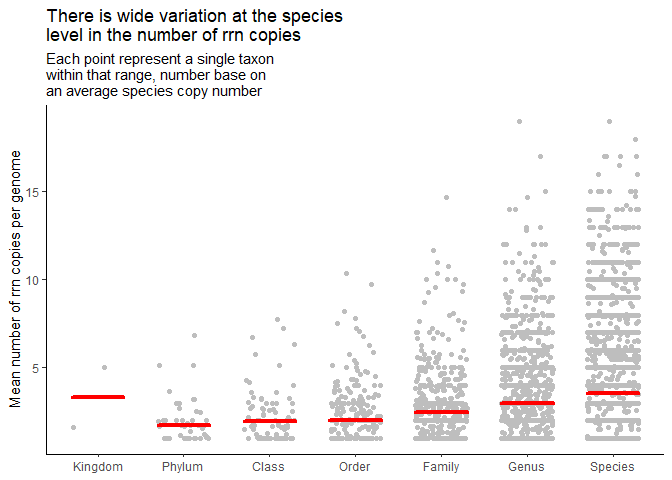 There is wide variation at the species
level in the number of rrn copies
Each point represent a single taxon
within that range, number base on
an average species copy number
Mean numner of rrn copies per genome
15
10
5
Kingdom Phylum Class Order Family Genus Species